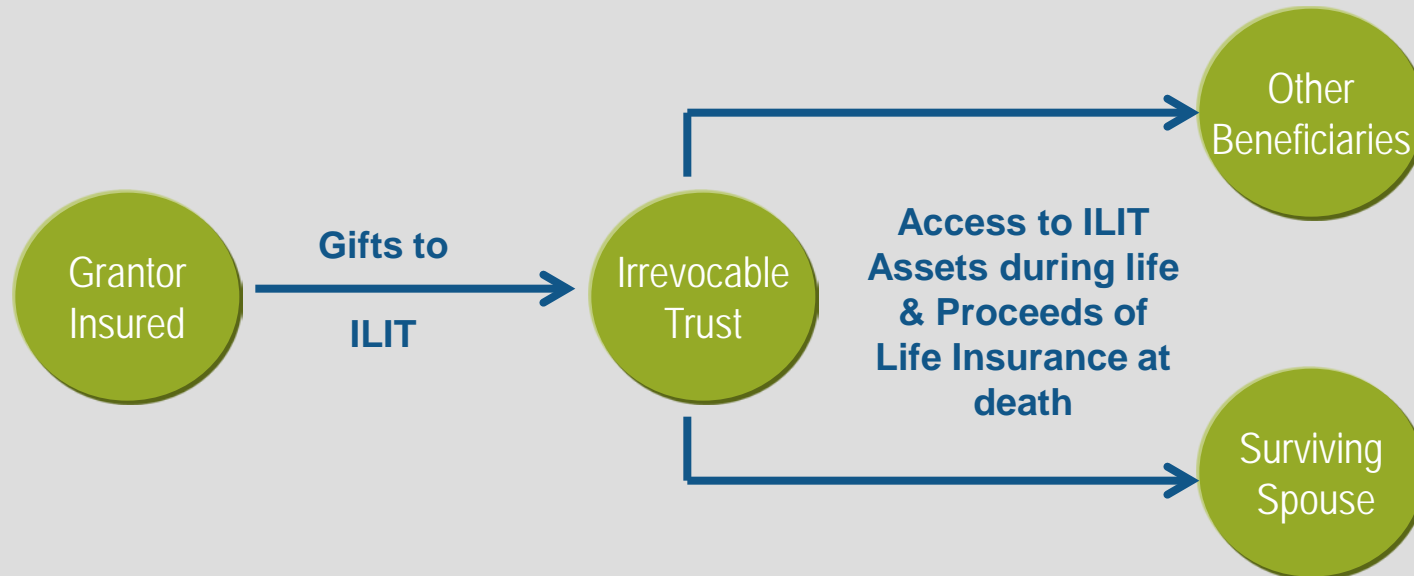 Grantor
Insured
Gifts to
ILIT
Irrevocable
Trust
Access to ILIT
Assets during life
& Proceeds of
Life Insurance at
death
Other
Beneficiaries
Surviving
Spouse